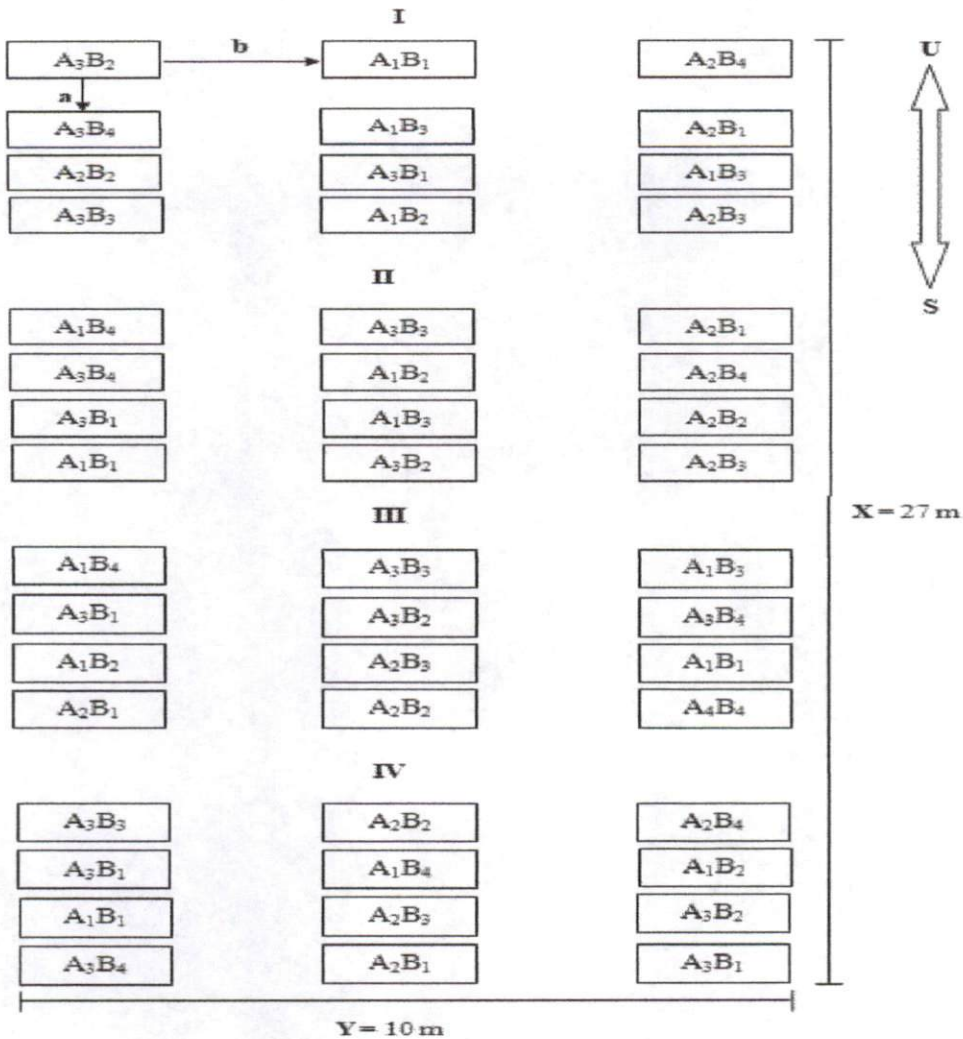 I
A₃B₂ b A₁B₁ A₂B₄ U
a
A₃B₄ A₁B₃ A₂B₁
A₂B₂ A₃B₁ A₁B₃
A₃B₃ A₁B₂ A₂B₃
II
S
A₁B₄ A₃B₃ A₂B₁
A₃B₄ A₁B₂ A₂B₄
A₃B₁ A₁B₃ A₂B₂
A₁B₁ A₃B₂ A₂B₃
III X = 27 m
A₁B₄ A₃B₃ A₁B₃
A₃B₁ A₃B₂ A₃B₄
A₁B₂ A₂B₃ A₁B₁
A₂B₁ A₂B₂ A₄B₄
IV
A₃B₃ A₂B₂ A₂B₄
A₃B₁ A₁B₄ A₁B₂
A₁B₁ A₂B₃ A₃B₂
A₃B₄ A₂B₁ A₃B₁
Y = 10 m